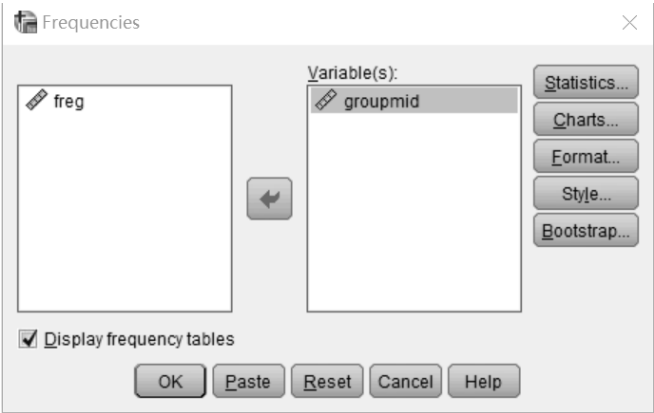 Frequencies
Variable(s):
freg
groupmid
Statistics...
Charts...
Format...
Style...
Bootstrap...
Display frequency tables
OK Paste Reset Cancel Help